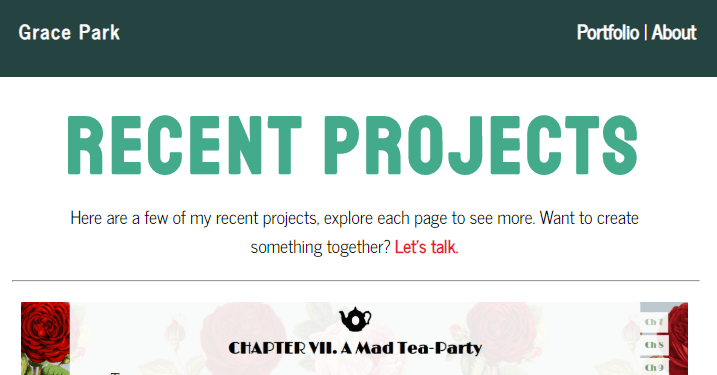 Grace Park
Portfolio | About
RECENT PROJECTS
Here are a few of my recent projects, explore each page to see more. Want to create
something together? Let's talk.
CHAPTER VII. A Mad Tea-Party
Ch 7
Ch 8
Ch 9